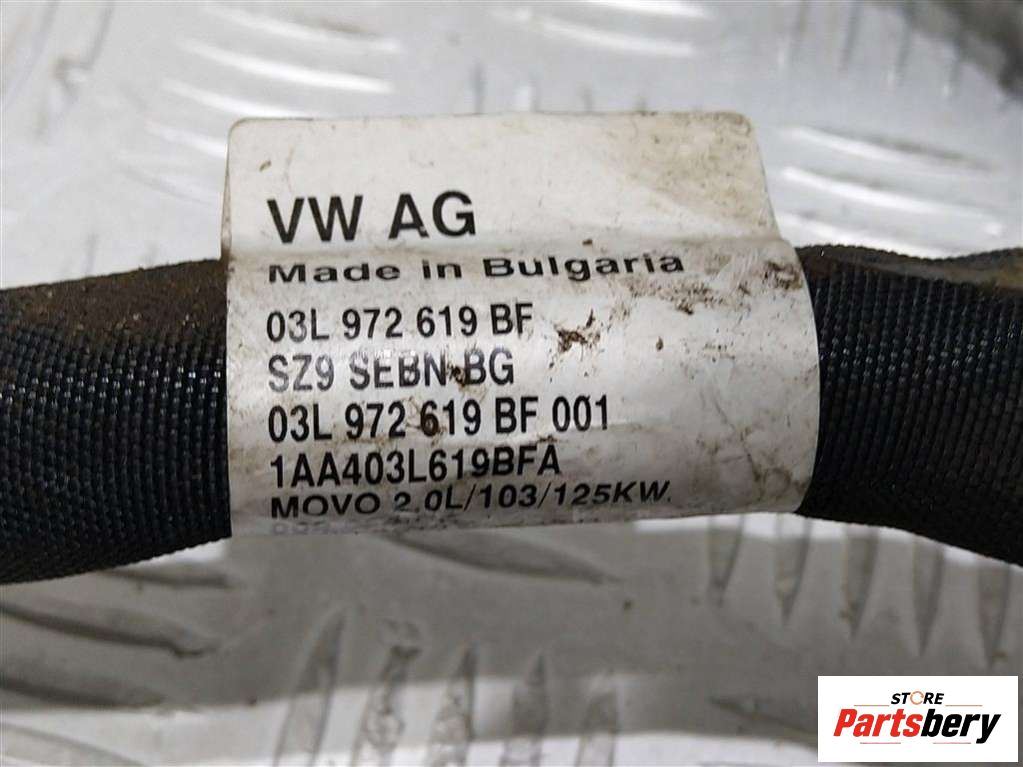 VW AG
Made in Bulgaria
03L 972 619 BF
SZ9 SEBN-BG
03L 972 619 BF 001
1AA403L619BFA
MOVO 2.0L/103/125KW
STORE
Partsbery